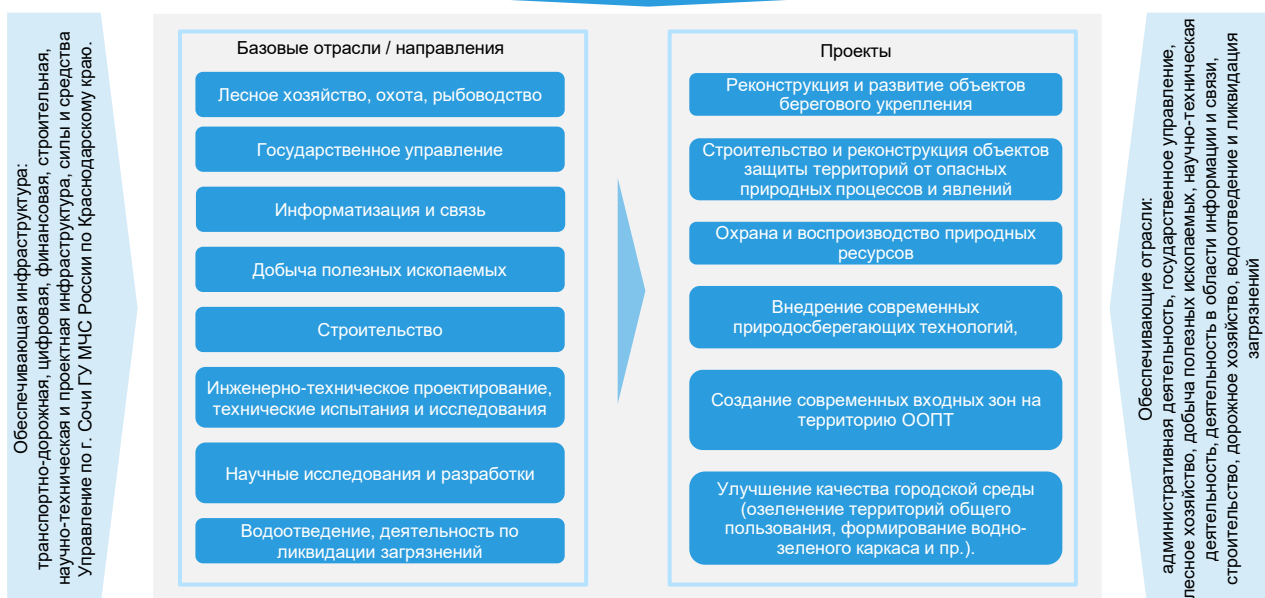 Обеспечивающая инфраструктура:
транспортно-дорожная, цифровая, финансовая, строительная,
научно-техническая и проектная инфраструктура, силы и средства
Управление по г. Сочи ГУ МЧС России по Краснодарскому краю.
Базовые отрасли / направления
Лесное хозяйство, охота, рыбоводство
Государственное управление
Информатизация и связь
Добыча полезных ископаемых
Строительство
Инженерно-техническое проектирование,
технические испытания и исследования
Научные исследования и разработки
Водоотведение, деятельность по
ликвидации загрязнений
Проекты
Реконструкция и развитие объектов
берегового укрепления
Строительство и реконструкция объектов
защиты территорий от опасных
природных процессов и явлений
Охрана и воспроизводство природных
ресурсов
Внедрение современных
природосберегающих технологий,
Создание современных входных зон на
территорию ООПТ
Улучшение качества городской среды
(озеленение территорий общего
пользования, формирование водно-
зеленого каркаса и пр.).
Обеспечивающие отрасли:
административная деятельность, государственное управление,
лесное хозяйство, добыча полезных ископаемых, научно-техническая
деятельность, деятельность в области информации и связи,
строительство, дорожное хозяйство, водоотведение и ликвидация
загрязнений